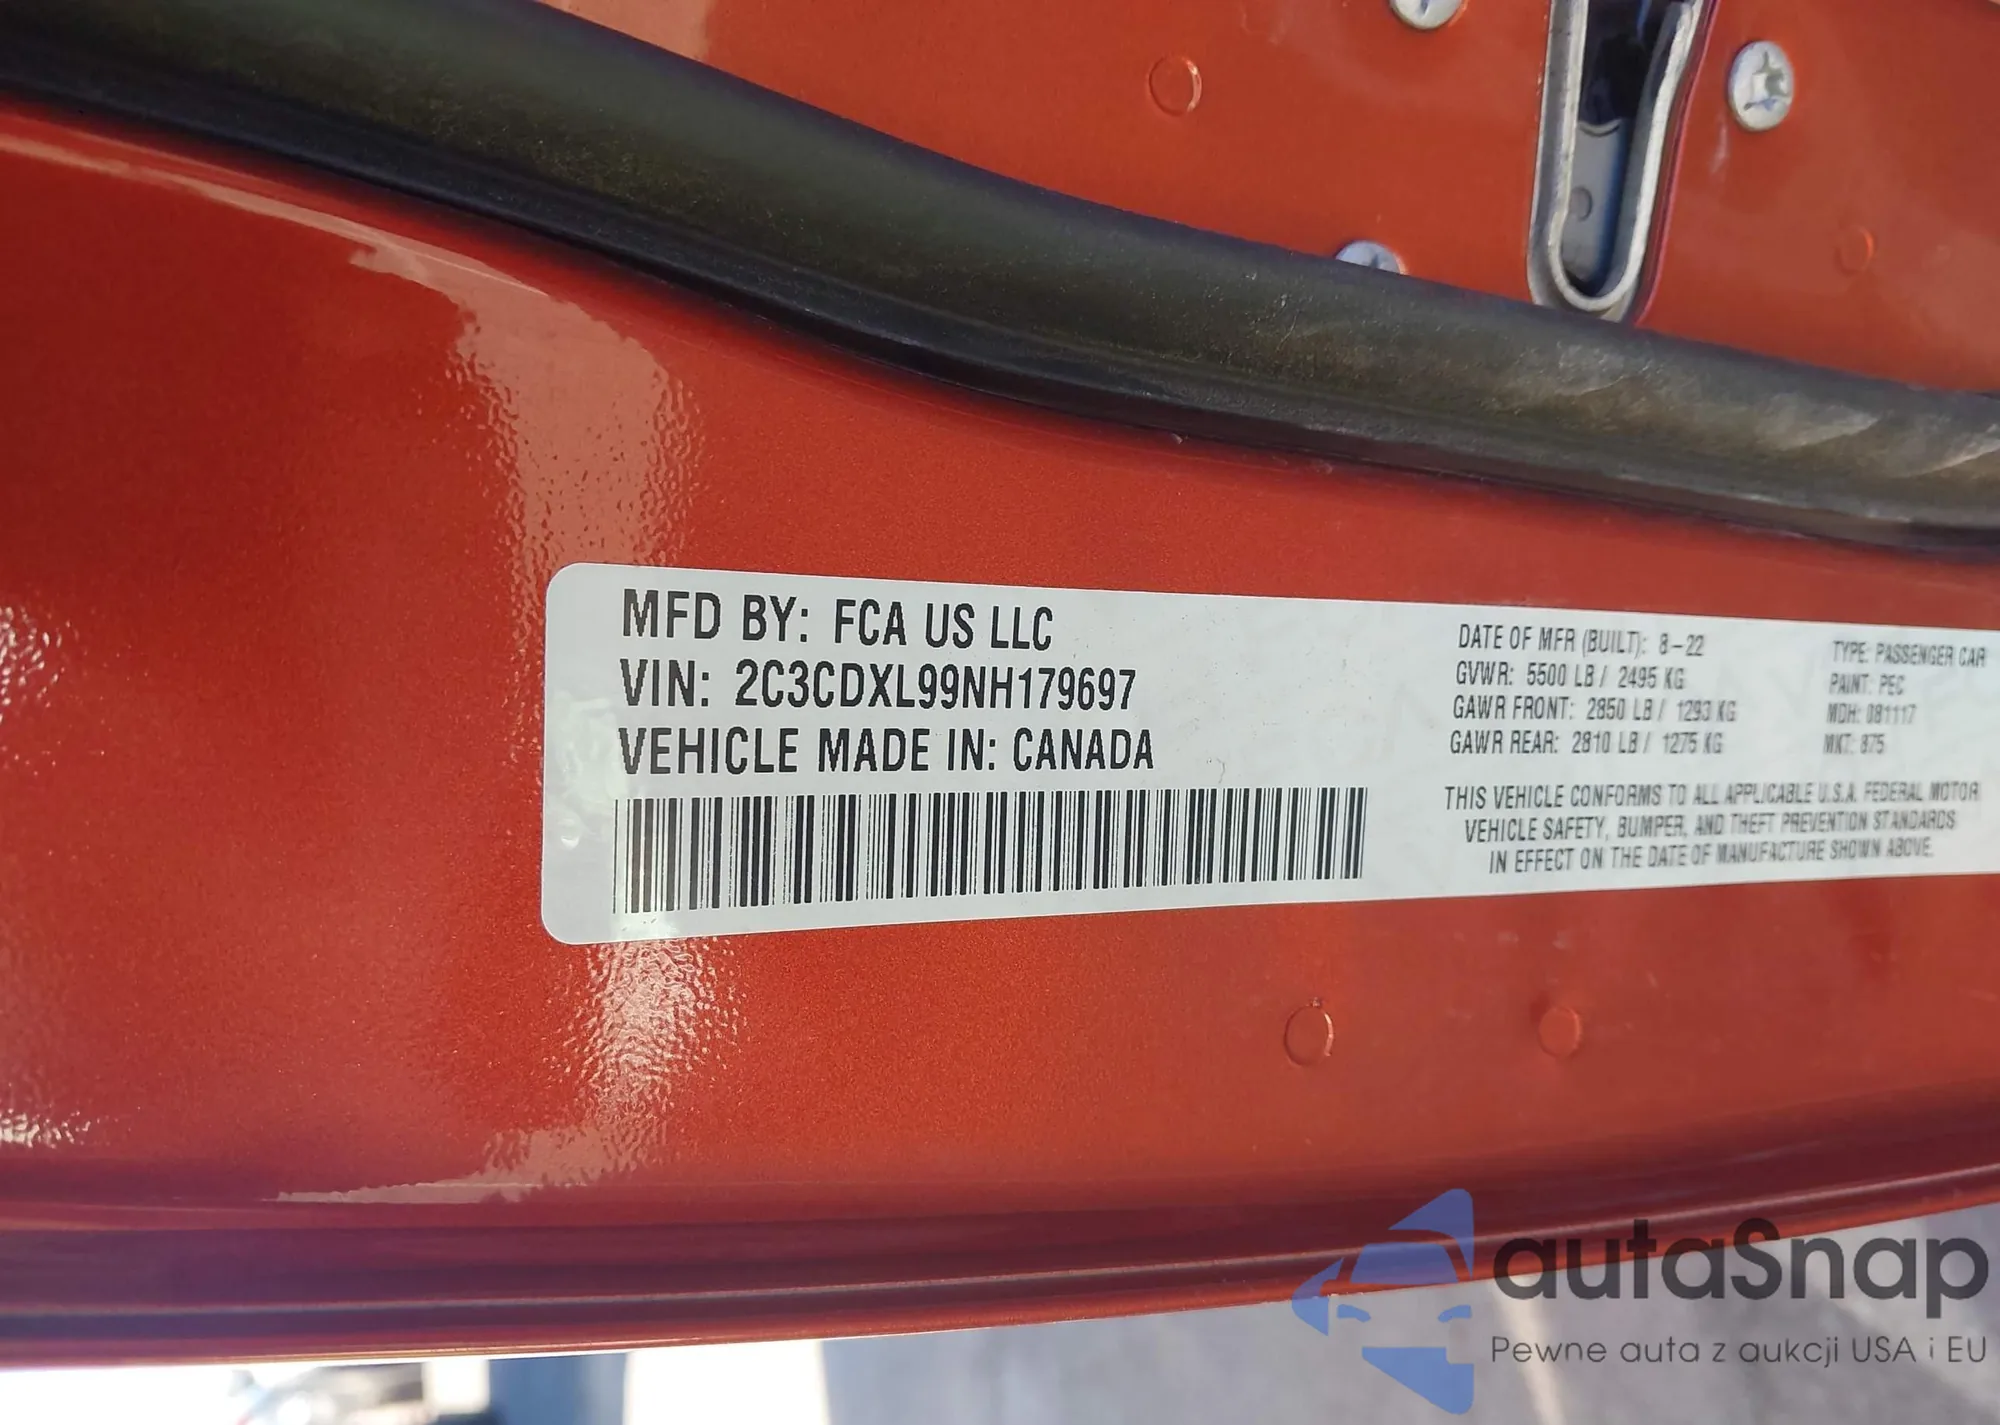 MFD BY: FCA US LLC
VIN: 2C3CDXL99NH179697
VEHICLE MADE IN: CANADA
DATE OF MFR (BUILT): 8-22
GVWR: 5500 LB / 2495 KG
GAWR FRONT: 2850 LB / 1293 KG
GAWR REAR: 2810 LB / 1275 KG
TYPE: PASSENGER CAR
PAINT: PEC
MDH: 081117
MKT: 875
THIS VEHICLE CONFORMS TO ALL APPLICABLE U.S.A. FEDERAL MOTOR
VEHICLE SAFETY, BUMPER, AND THEFT PREVENTION STANDARDS
IN EFFECT ON THE DATE OF MANUFACTURE SHOWN ABOVE.
autaSnap
Pewne auta z aukcji USA i EU